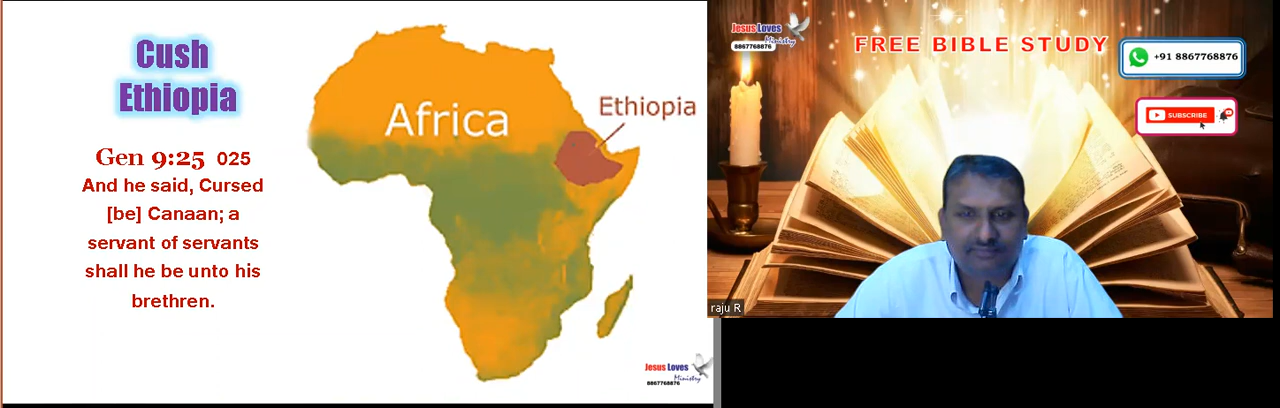 Cush
Ethiopia
Gen 9:25 025
And he said, Cursed
[be] Canaan; a
servant of servants
shall he be unto his
brethren.
Africa
Ethiopia
Jesus Loves
Ministry
8867768876
Jesus Loves
Ministry
8867768876
FREE BIBLE STUDY
+91 8867768876
SUBSCRIBE
raju R